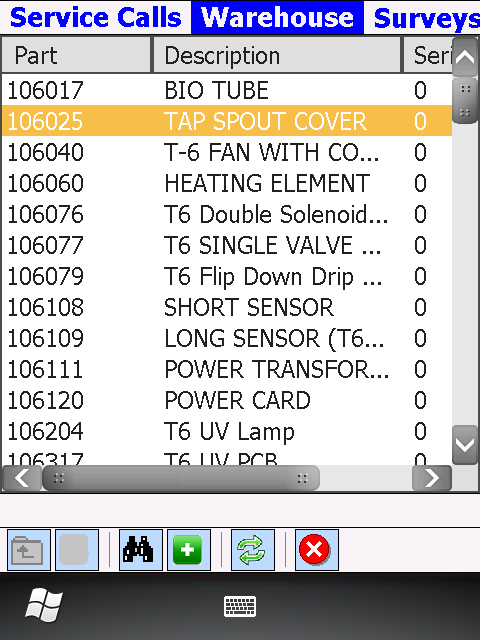 Service Calls Warehouse Surveys
Part Description Seri
106017 BIO TUBE 0
106025 TAP SPOUT COVER 0
106040 T-6 FAN WITH CO... 0
106060 HEATING ELEMENT 0
106076 T6 Double Solenoid... 0
106077 T6 SINGLE VALVE ... 0
106079 T6 Flip Down Drip ... 0
106108 SHORT SENSOR 0
106109 LONG SENSOR (T6... 0
106111 POWER TRANSFOR... 0
106120 POWER CARD 0
106204 T6 UV Lamp 0
106317 T6 UV PCB 0